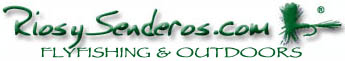 RiosySenderos.com ®
FLYFISHING & OUTDOORS